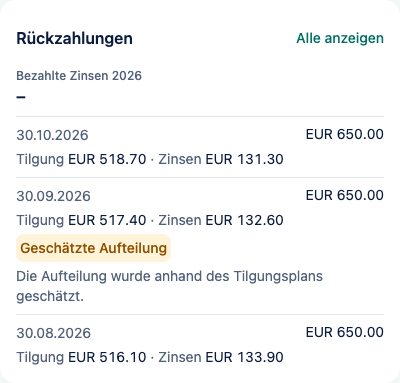 Rückzahlungen
Alle anzeigen
Bezahlte Zinsen 2026
–
30.10.2026
EUR 650.00
Tilgung EUR 518.70 · Zinsen EUR 131.30
30.09.2026
EUR 650.00
Tilgung EUR 517.40 · Zinsen EUR 132.60
Geschätzte Aufteilung
Die Aufteilung wurde anhand des Tilgungsplans
geschätzt.
30.08.2026
EUR 650.00
Tilgung EUR 516.10 · Zinsen EUR 133.90